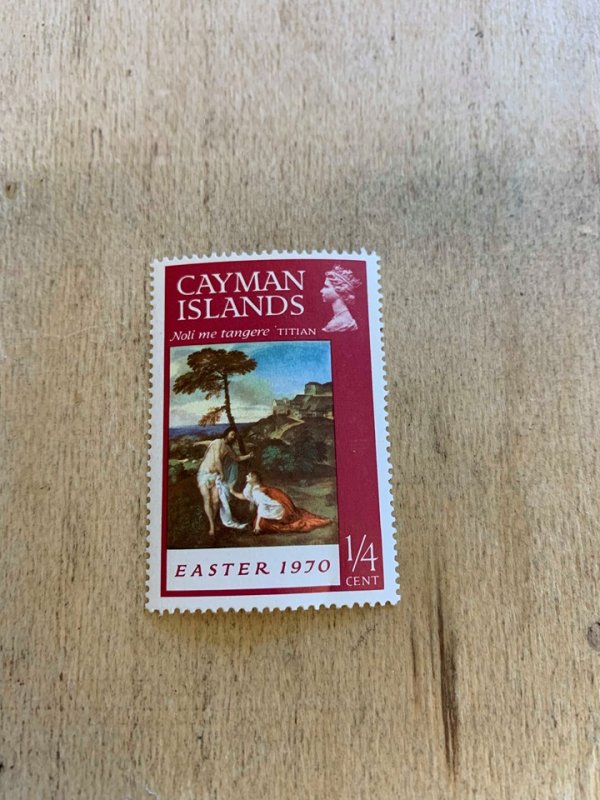 CAYMAN
ISLANDS
Noli me tangere 'TITIAN
EASTER 1970
1/4
CENT